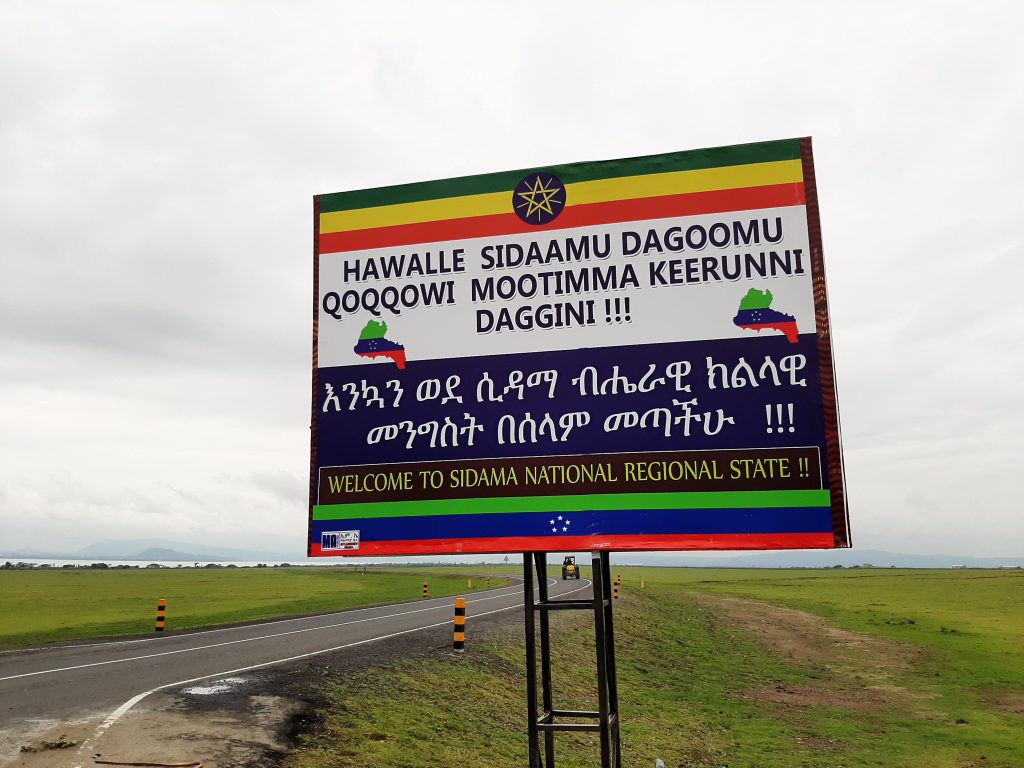 HAWALLE SIDAAMU DAGOOMU
QOQQOWI MOOTIMMA KEERUNNI
DAGGINI !!!
እንኳን ወደ ሲዳማ ብሔራዊ ክልላዊ
መንግስት በሰላም መጣችሁ !!!
WELCOME TO SIDAMA NATIONAL REGIONAL STATE !!
MA